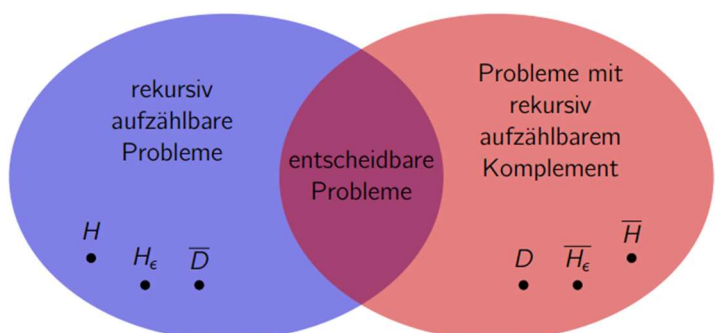 rekursiv
aufzählbare
Probleme
entscheidbare
Probleme
Probleme mit
rekursiv
aufzählbarem
Komplement
H
H_ϵ
D̅
D
H̅_ϵ̅
H̅